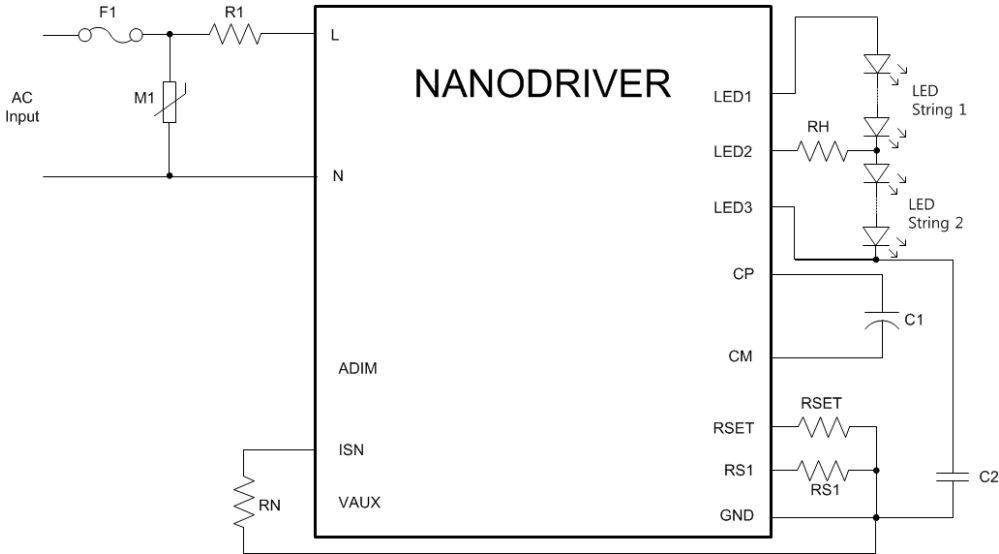 F1
R1
L
NANODRIVER
AC
Input
M1
N
LED1
LED
String 1
LED2
RH
LED3
LED
String 2
CP
C1
CM
ADIM
RSET
RSET
ISN
RS1
RS1
C2
RN
VAUX
GND